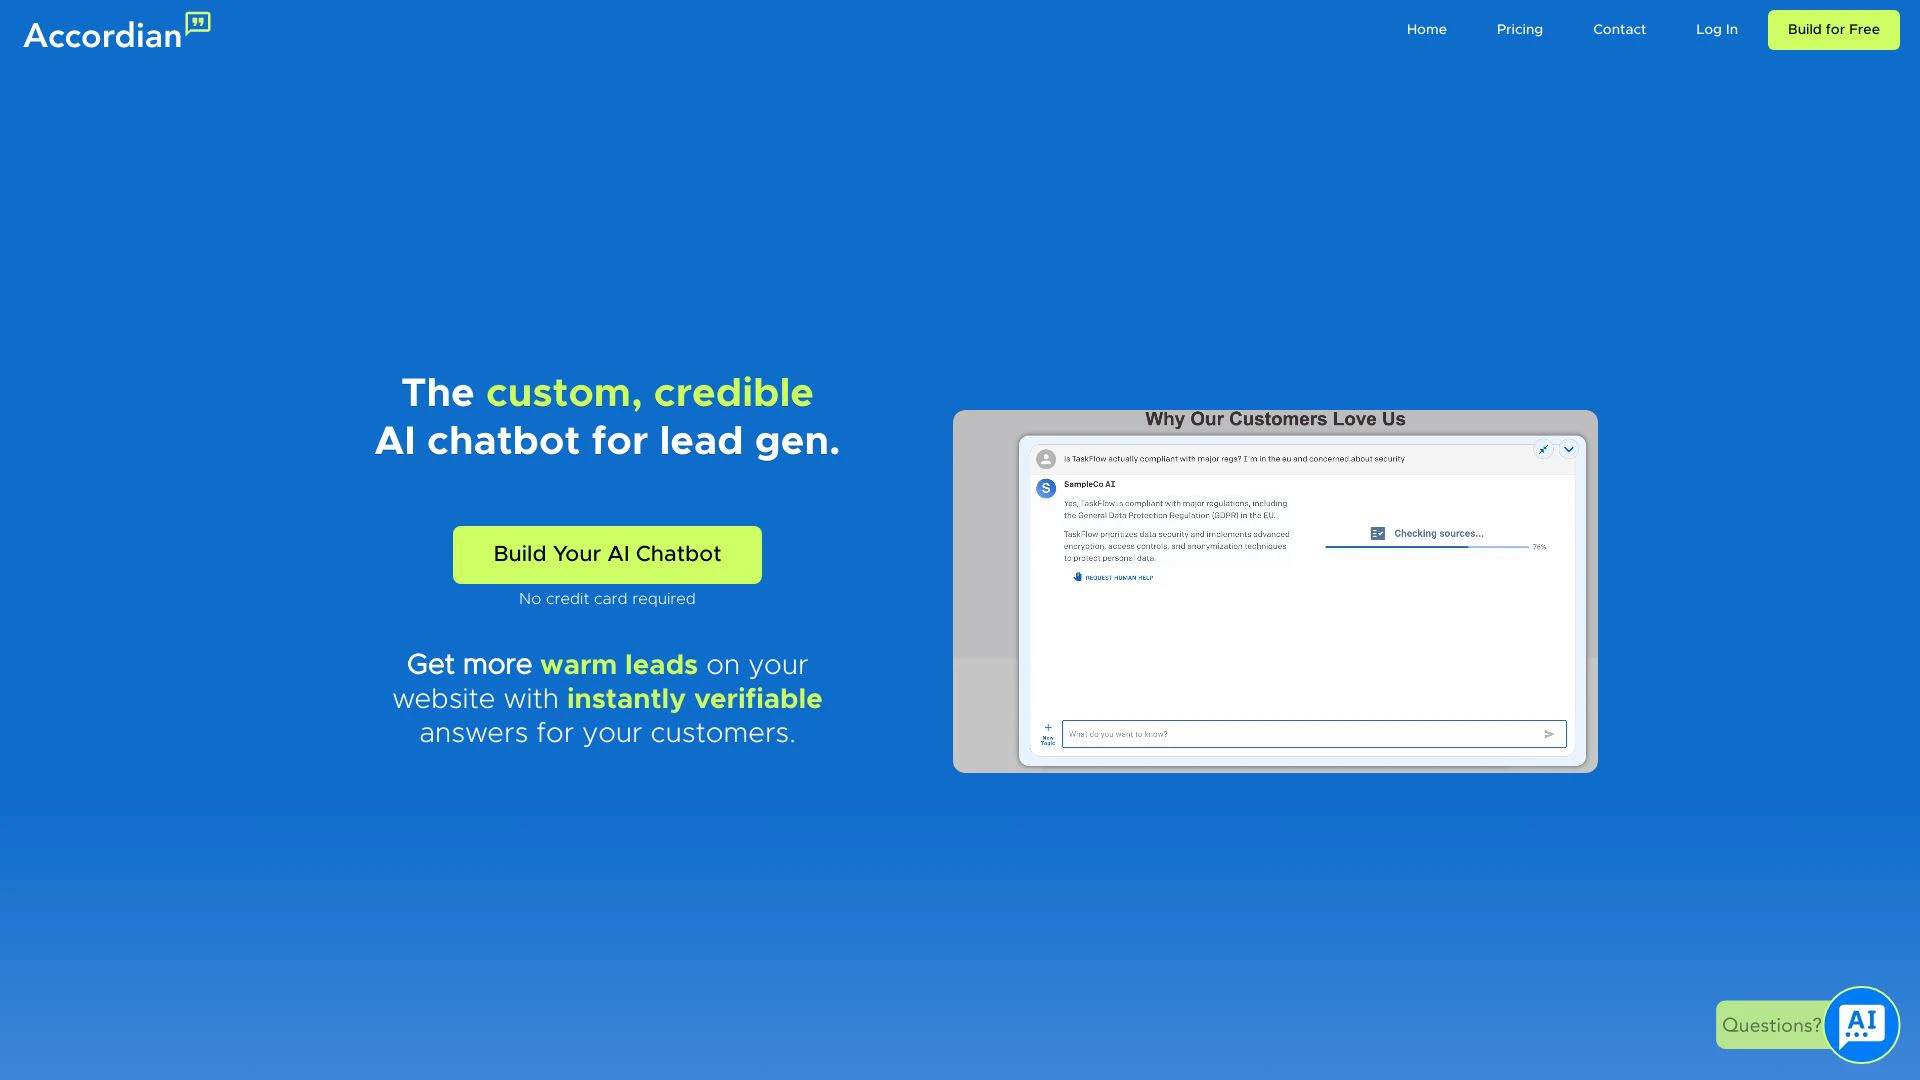 Accordian
Home
Pricing
Contact
Log In
Build for Free
The custom, credible
AI chatbot for lead gen.
Build Your AI Chatbot
No credit card required
Get more warm leads on your
website with instantly verifiable
answers for your customers.
Why Our Customers Love Us
Is TaskFlow actually compliant with major regs? I'm in the eu and concerned about security
S
SampleCo AI
Yes, TaskFlow is compliant with major regulations, including
the General Data Protection Regulation (GDPR) in the EU.
TaskFlow prioritizes data security and implements advanced
encryption, access controls, and anonymization techniques
to protect personal data.
REQUEST HUMAN HELP
Checking sources...
76%
+
New
Topic
What do you want to know?
Questions?
AI